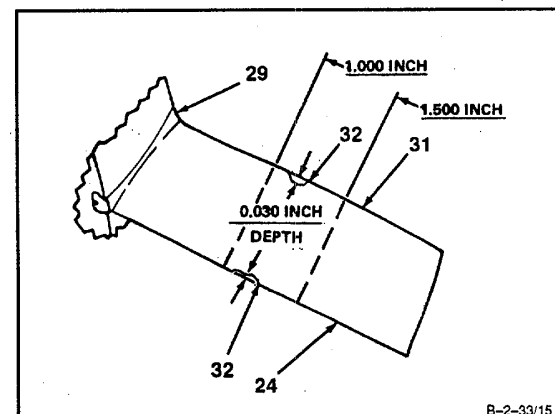 1.000 INCH
29
1.500 INCH
32
31
0.030 INCH
DEPTH
32
24
B-2-33/15